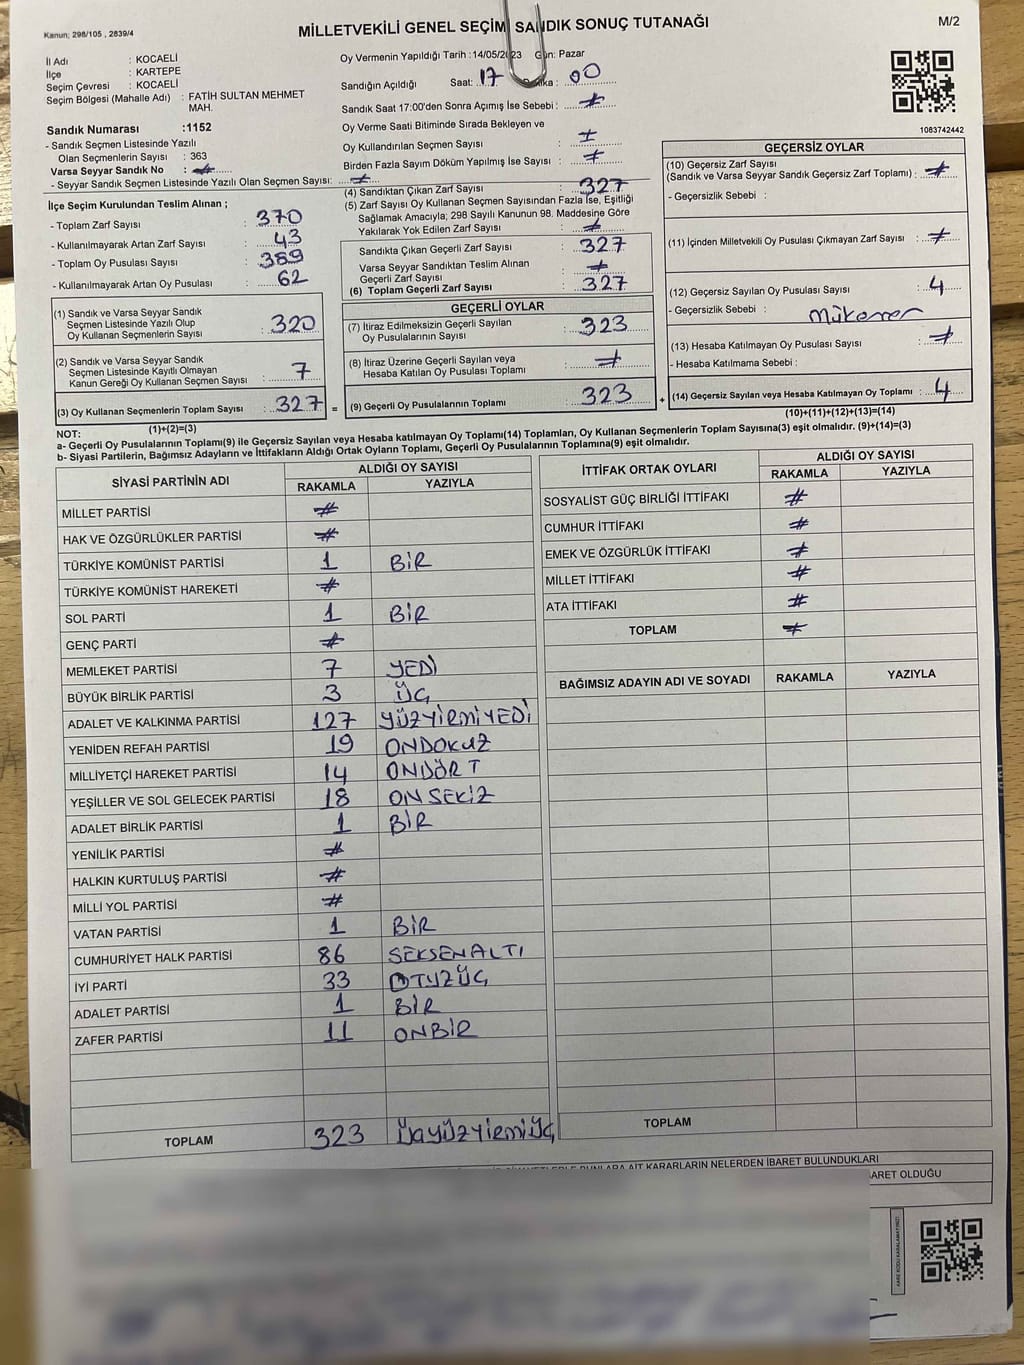 Kanun; 298/105 , 2839/4
MİLLETVEKİLİ GENEL SEÇİMİ SANDIK SONUÇ TUTANAĞI
M/2
İl Adı : KOCAELİ
İlçe : KARTEPE
Seçim Çevresi : KOCAELİ
Seçim Bölgesi (Mahalle Adı) : FATİH SULTAN MEHMET
MAH.
Sandık Numarası :1152
- Sandık Seçmen Listesinde Yazılı
Olan Seçmenlerin Sayısı : 363
Varsa Seyyar Sandık No :
- Seyyar Sandık Seçmen Listesinde Yazılı Olan Seçmen Sayısı:
İlçe Seçim Kurulundan Teslim Alınan ;
- Toplam Zarf Sayısı : 370
- Kullanılmayarak Artan Zarf Sayısı : 43
- Toplam Oy Pusulası Sayısı : 389
- Kullanılmayarak Artan Oy Pusulası : 62
(1) Sandık ve Varsa Seyyar Sandık
Seçmen Listesinde Yazılı Olup
Oy Kullanan Seçmenlerin Sayısı : 320
(2) Sandık ve Varsa Seyyar Sandık
Seçmen Listesinde Kayıtlı Olmayan
Kanun Gereği Oy Kullanan Seçmen Sayısı : 7
(3) Oy Kullanan Seçmenlerin Toplam Sayısı : 327 =
(1)+(2)=(3)
Oy Vermenin Yapıldığı Tarih :14/05/2023 Gün: Pazar
Sandığın Açıldığı Saat: 17 Dakika : 00
Sandık Saat 17:00'den Sonra Açımış İse Sebebi :
Oy Verme Saati Bitiminde Sırada Bekleyen ve
Oy Kullandırılan Seçmen Sayısı :
Birden Fazla Sayım Döküm Yapılmış İse Sayısı :
(4) Sandıktan Çıkan Zarf Sayısı : 327
(5) Zarf Sayısı Oy Kullanan Seçmen Sayısından Fazla İse, Eşitliği
Sağlamak Amacıyla; 298 Sayılı Kanunun 98. Maddesine Göre
Yakılarak Yok Edilen Zarf Sayısı :
Sandıkta Çıkan Geçerli Zarf Sayısı : 327
Varsa Seyyar Sandıktan Teslim Alınan
Geçerli Zarf Sayısı :
(6) Toplam Geçerli Zarf Sayısı : 327
GEÇERLİ OYLAR
(7) İtiraz Edilmeksizin Geçerli Sayılan
Oy Pusulalarının Sayısı : 323
(8) İtiraz Üzerine Geçerli Sayılan veya
Hesaba Katılan Oy Pusulası Toplamı :
(9) Geçerli Oy Pusulalarının Toplamı : 323 +
1083742442
GEÇERSİZ OYLAR
(10) Geçersiz Zarf Sayısı
(Sandık ve Varsa Seyyar Sandık Geçersiz Zarf Toplamı) :
- Geçersizlik Sebebi :
(11) İçinden Milletvekili Oy Pusulası Çıkmayan Zarf Sayısı :
(12) Geçersiz Sayılan Oy Pusulası Sayısı : 4
- Geçersizlik Sebebi : Mükerrer
(13) Hesaba Katılmayan Oy Pusulası Sayısı :
- Hesaba Katılmama Sebebi :
(14) Geçersiz Sayılan veya Hesaba Katılmayan Oy Toplamı : 4
(10)+(11)+(12)+(13)=(14)
NOT:
a- Geçerli Oy Pusulalarının Toplamı(9) ile Geçersiz Sayılan veya Hesaba katılmayan Oy Toplamı(14) Toplamları, Oy Kullanan Seçmenlerin Toplam Sayısına(3) eşit olmalıdır. (9)+(14)=(3)
b- Siyasi Partilerin, Bağımsız Adayların ve İttifakların Aldığı Ortak Oyların Toplamı, Geçerli Oy Pusulalarının Toplamına(9) eşit olmalıdır.
SİYASİ PARTİNİN ADI
ALDIĞI OY SAYISI
RAKAMLA YAZIYLA
MİLLET PARTİSİ #
HAK VE ÖZGÜRLÜKLER PARTİSİ #
TÜRKİYE KOMÜNİST PARTİSİ 1 BİR
TÜRKİYE KOMÜNİST HAREKETİ #
SOL PARTİ 1 BİR
GENÇ PARTİ #
MEMLEKET PARTİSİ 7 YEDİ
BÜYÜK BİRLİK PARTİSİ 3 ÜÇ
ADALET VE KALKINMA PARTİSİ 127 YÜZYİRMİYEDİ
YENİDEN REFAH PARTİSİ 19 ONDOKUZ
MİLLİYETÇİ HAREKET PARTİSİ 14 ONDÖRT
YEŞİLLER VE SOL GELECEK PARTİSİ 18 ONSEKİZ
ADALET BİRLİK PARTİSİ 1 BİR
YENİLİK PARTİSİ #
HALKIN KURTULUŞ PARTİSİ #
MİLLİ YOL PARTİSİ #
VATAN PARTİSİ 1 BİR
CUMHURİYET HALK PARTİSİ 86 SEKSENALTI
İYİ PARTİ 33 OTUZÜÇ
ADALET PARTİSİ 1 BİR
ZAFER PARTİSİ 11 ONBİR
TOPLAM 323 ÜÇYÜZYİRMİÜÇ
İTTİFAK ORTAK OYLARI
ALDIĞI OY SAYISI
RAKAMLA YAZIYLA
SOSYALİST GÜÇ BİRLİĞİ İTTİFAKI #
CUMHUR İTTİFAKI #
EMEK VE ÖZGÜRLÜK İTTİFAKI #
MİLLET İTTİFAKI #
ATA İTTİFAKI #
TOPLAM #
BAĞIMSIZ ADAYIN ADI VE SOYADI RAKAMLA YAZIYLA
TOPLAM
BUNLARA AİT KARARLARIN NELERDEN İBARET BULUNDUKLARI
OLDUĞU